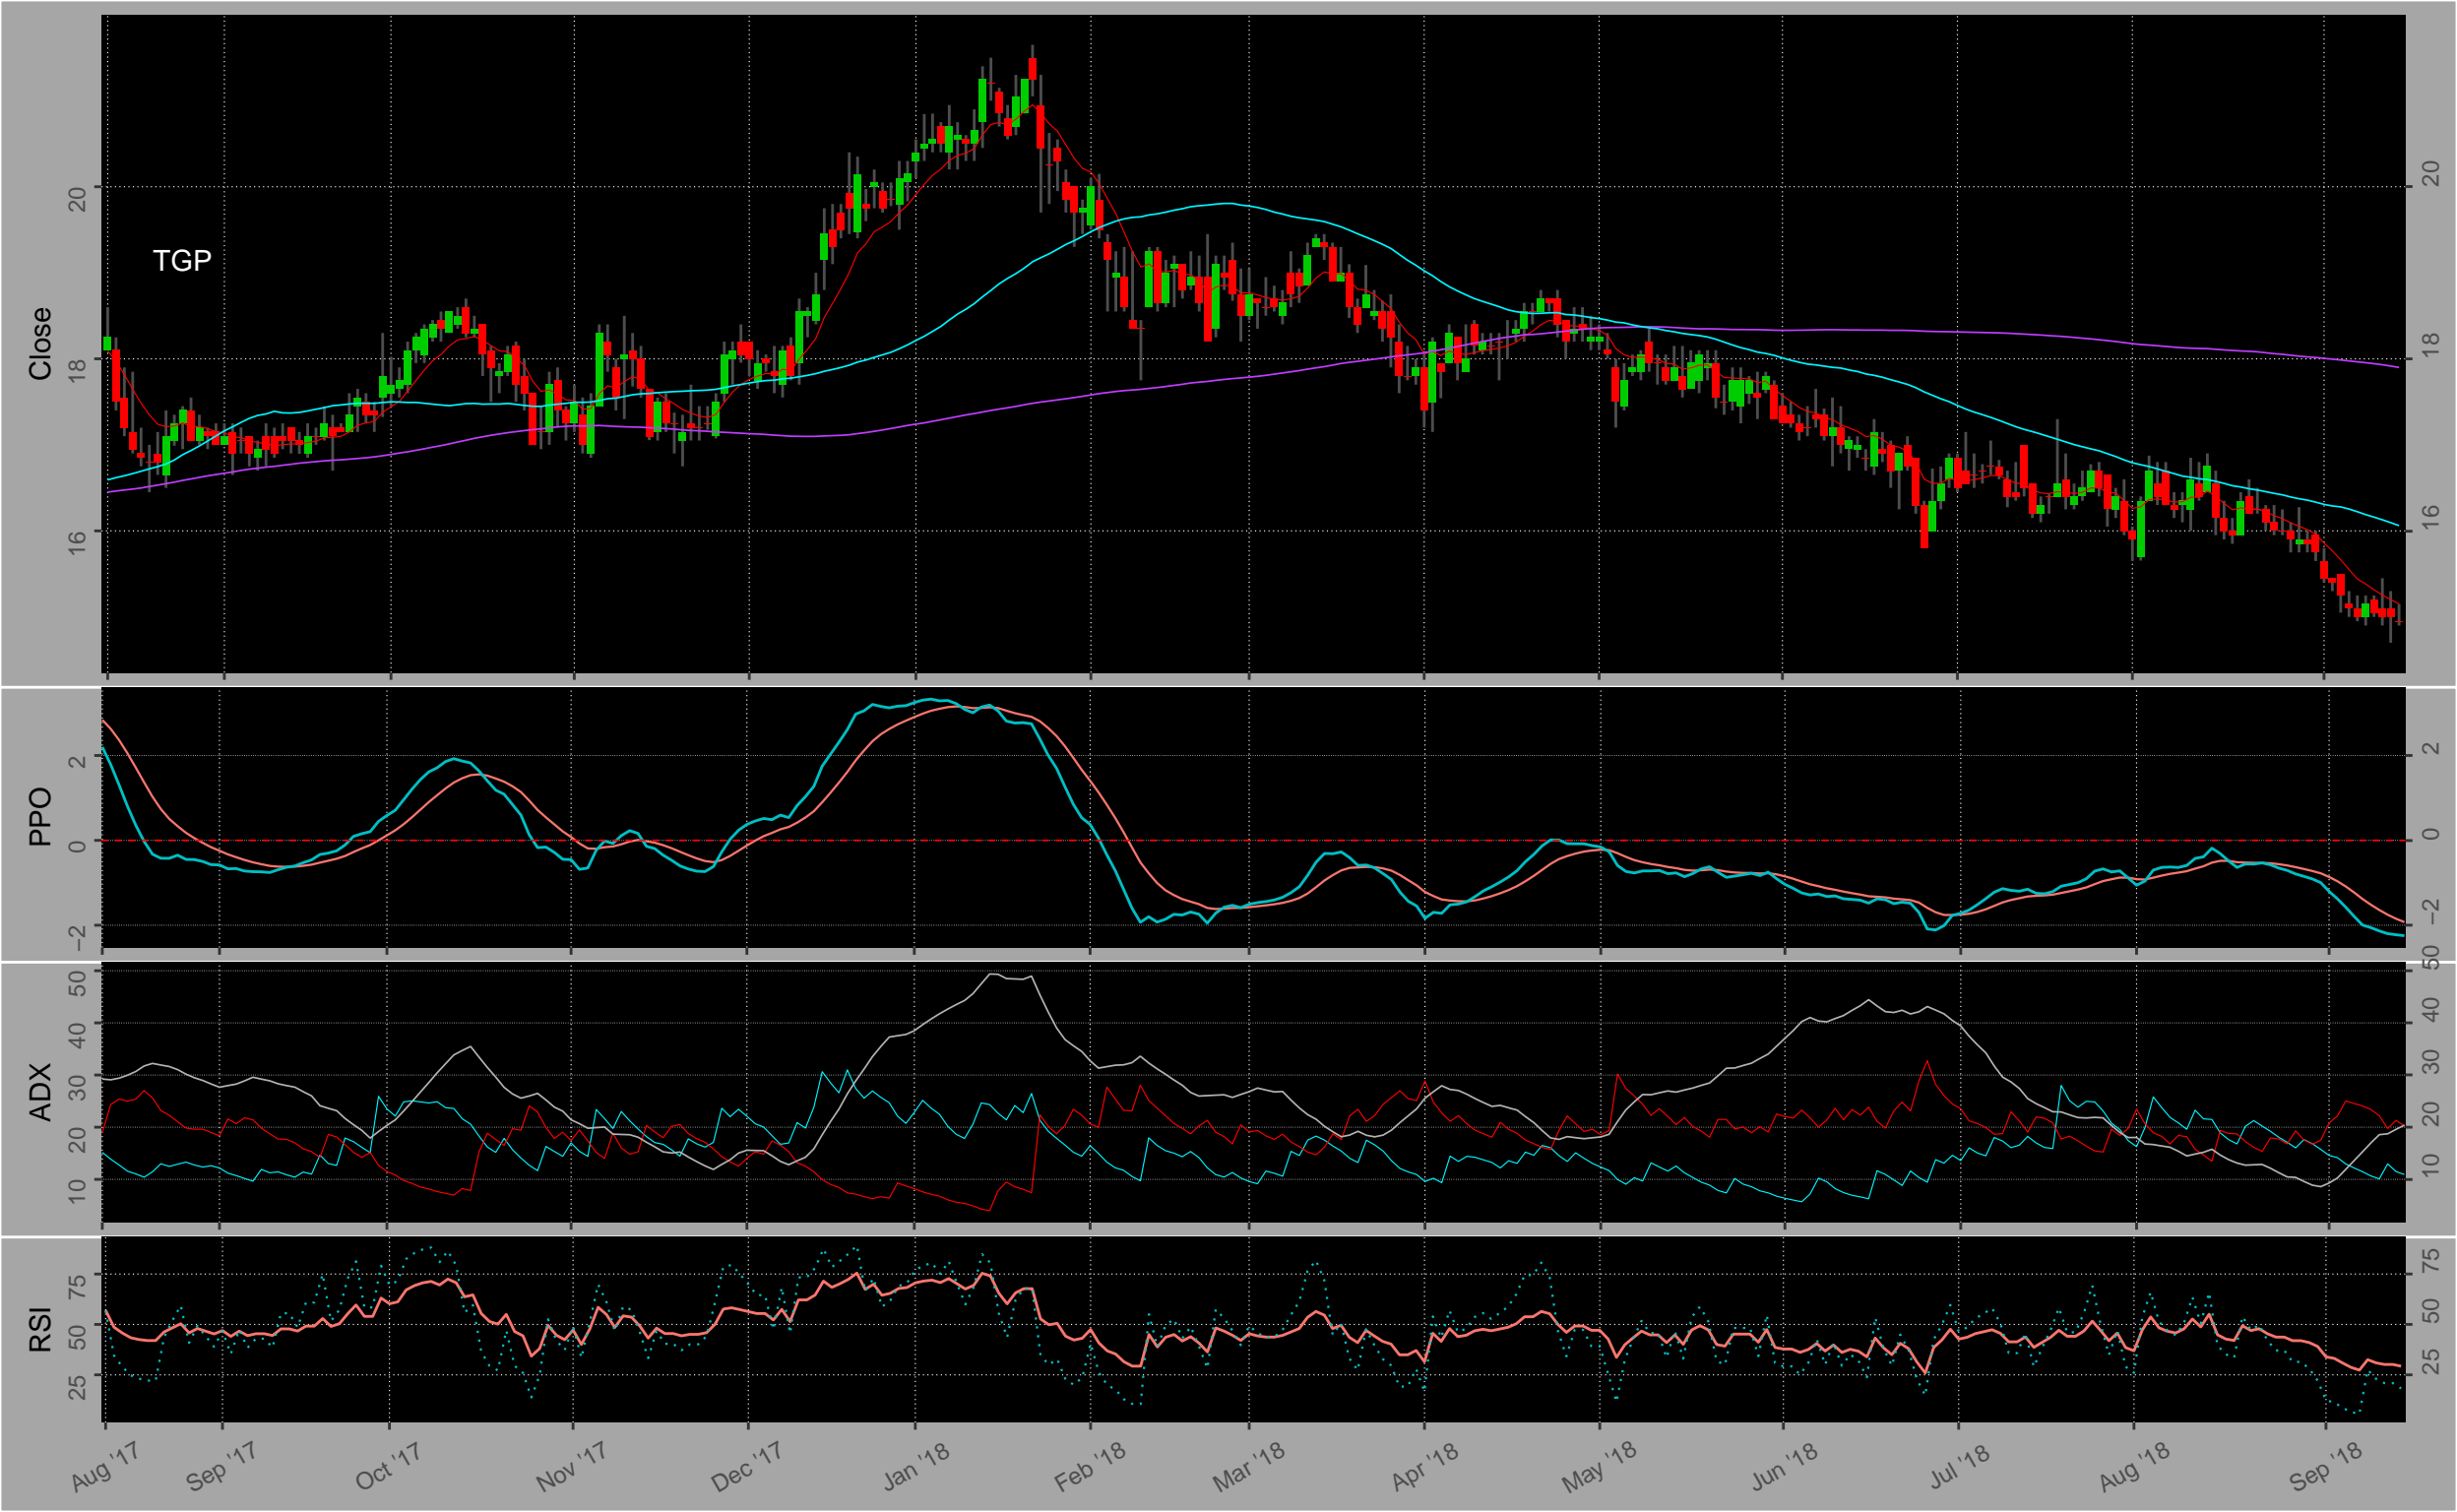 TGP
Close
20
18
16
20
18
16
PPO
2
0
−2
2
0
−2
ADX
50
40
30
20
10
50
40
30
20
10
RSI
75
50
25
75
50
25
Aug '17
Sep '17
Oct '17
Nov '17
Dec '17
Jan '18
Feb '18
Mar '18
Apr '18
May '18
Jun '18
Jul '18
Aug '18
Sep '18